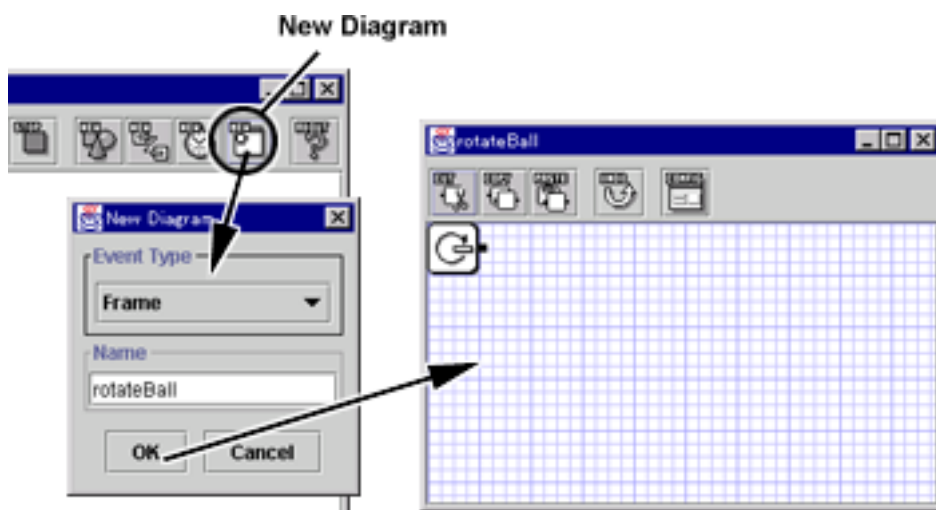 New Diagram
rotateBall
New Diagram
Event Type
Frame
Name
rotateBall
OK
Cancel